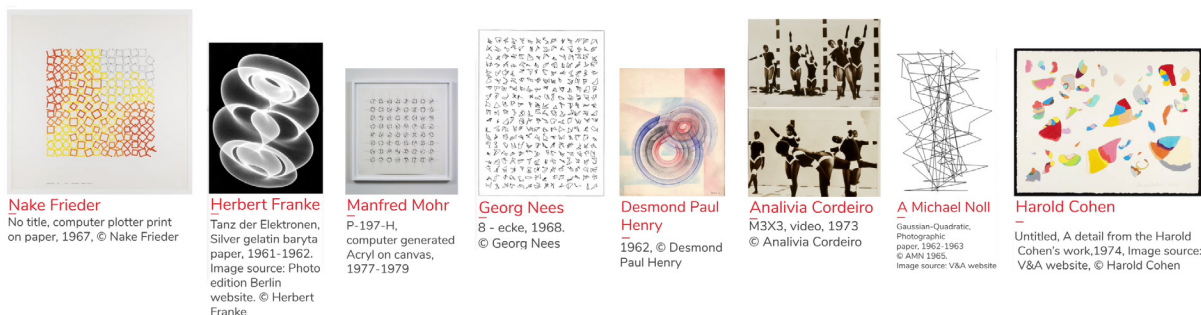 Nake Frieder
No title, computer plotter print
on paper, 1967, © Nake Frieder
Herbert Franke
Tanz der Elektronen,
Silver gelatin baryta
paper, 1961-1962.
Image source: Photo
edition Berlin
website. © Herbert
Franke
Manfred Mohr
P-197-H,
computer generated
Acryl on canvas,
1977-1979
Georg Nees
8 - ecke, 1968.
© Georg Nees
Desmond Paul
Henry
1962, © Desmond
Paul Henry
Analivia Cordeiro
M3X3, video, 1973
© Analivia Cordeiro
A Michael Noll
Gaussian-Quadratic,
Photographic
paper, 1962-1963
© AMN 1965.
Image source: V&A website
Harold Cohen
Untitled, A detail from the Harold
Cohen's work,1974, Image source:
V&A website, © Harold Cohen